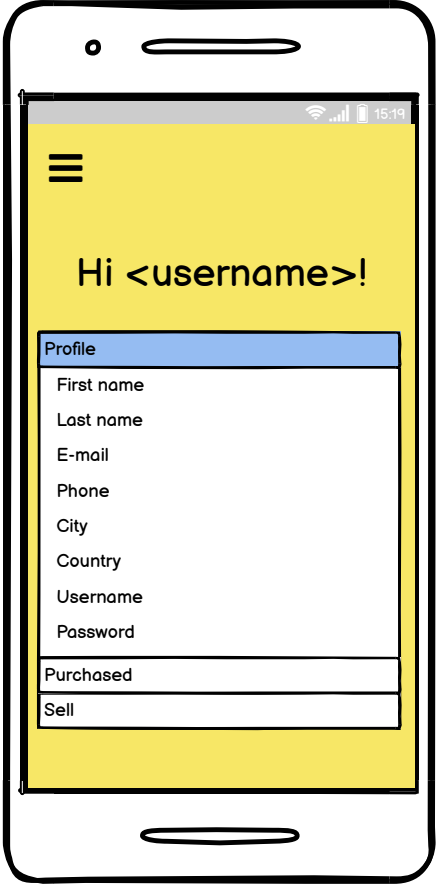 15:19
Hi <username>!
Profile
First name
Last name
E-mail
Phone
City
Country
Username
Password
Purchased
Sell